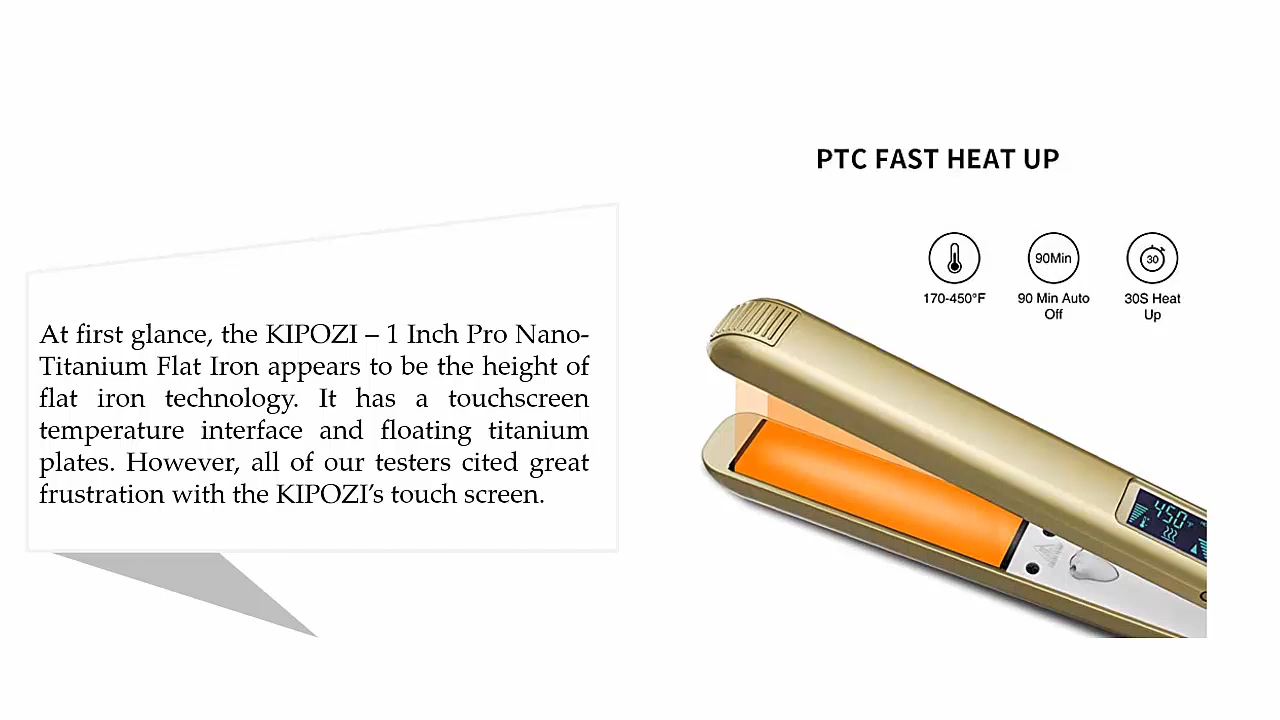 PTC FAST HEAT UP
90Min
30
170-450°F
90 Min Auto
Off
30S Heat
Up
At first glance, the KIPOZI – 1 Inch Pro Nano-
Titanium Flat Iron appears to be the height of
flat iron technology. It has a touchscreen
temperature interface and floating titanium
plates. However, all of our testers cited great
frustration with the KIPOZI’s touch screen.
450